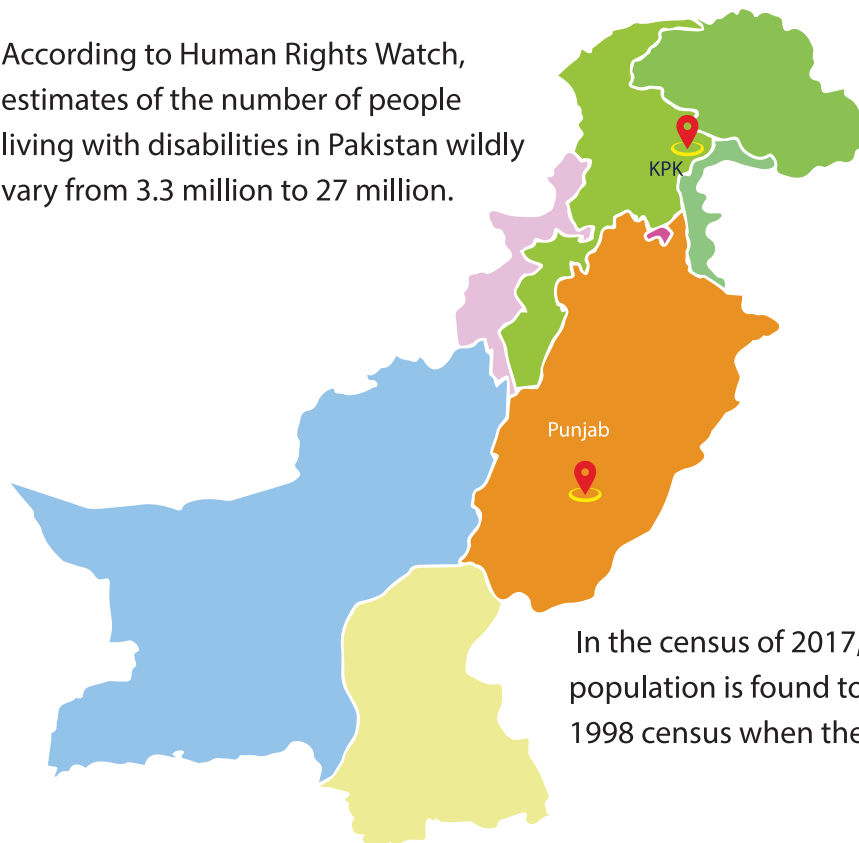 According to Human Rights Watch,
estimates of the number of people
living with disabilities in Pakistan wildly
vary from 3.3 million to 27 million.
KPK
Punjab
In the census of 2017,
population is found to
1998 census when the